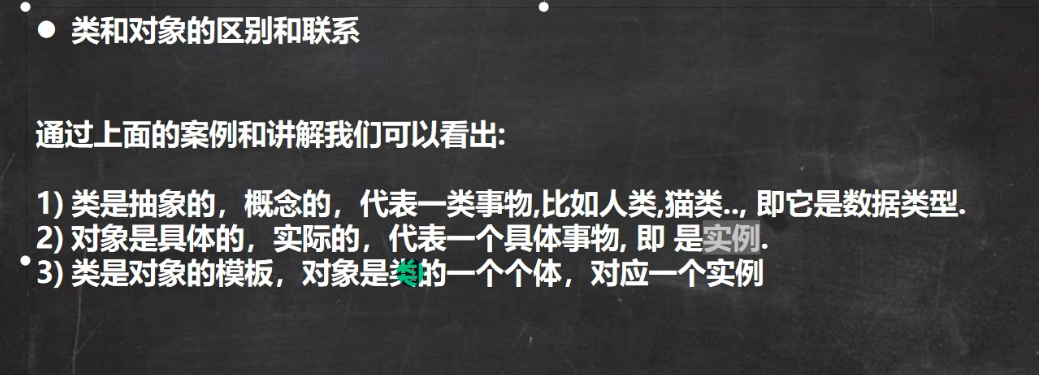 ● 类和对象的区别和联系
通过上面的案例和讲解我们可以看出:
1) 类是抽象的，概念的，代表一类事物,比如人类,猫类.., 即它是数据类型.
2) 对象是具体的，实际的，代表一个具体事物, 即 是实例.
3) 类是对象的模板，对象是类的一个个体，对应一个实例